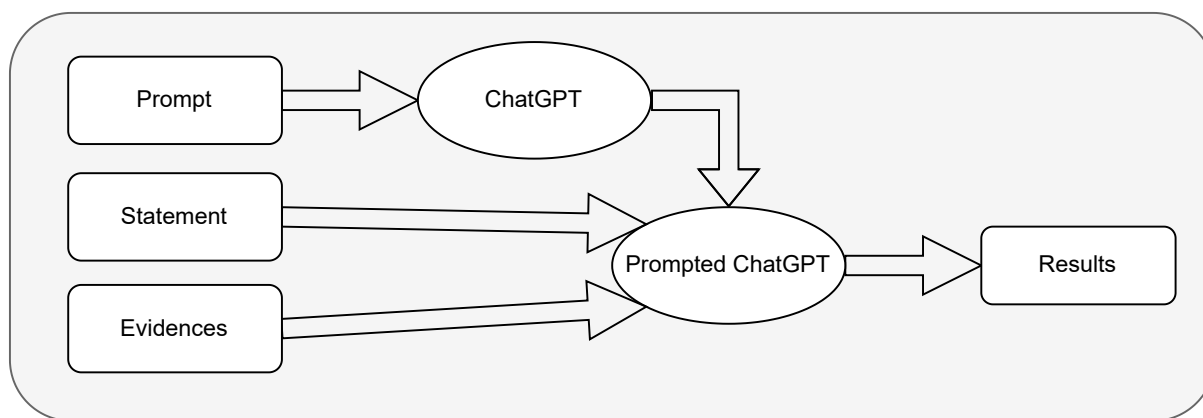 Prompt
ChatGPT
Statement
Prompted ChatGPT
Results
Evidences